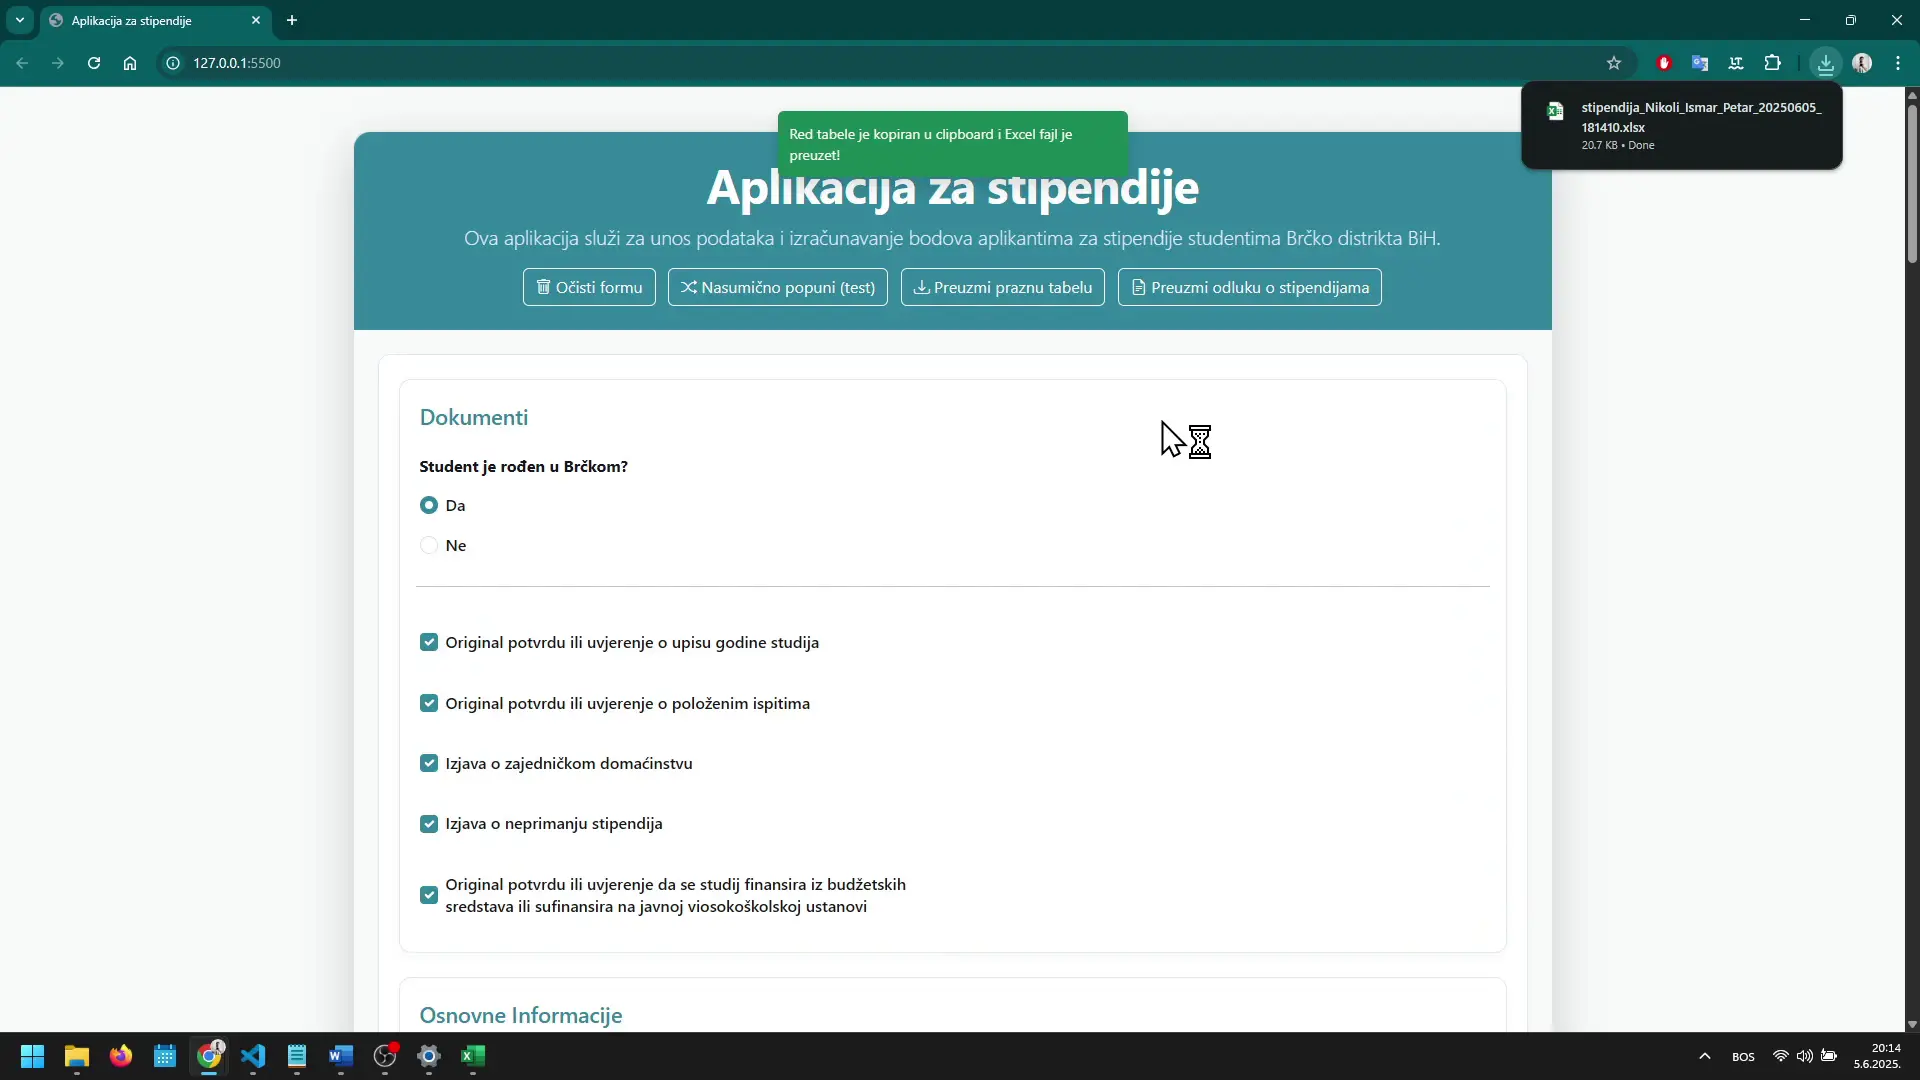 Aplikacija za stipendije
127.0.0.1:5500
stipendija_Nikoli_Ismar_Petar_20250605_
181410.xlsx
20.7 KB • Done
Red tabele je kopiran u clipboard i Excel fajl je
preuzet!
Aplikacija za stipendije
Ova aplikacija služi za unos podataka i izračunavanje bodova aplikantima za stipendije studentima Brčko distrikta BiH.
Očisti formu
Nasumično popuni (test)
Preuzmi praznu tabelu
Preuzmi odluku o stipendijama
Dokumenti
Student je rođen u Brčkom?
Da
Ne
Original potvrdu ili uvjerenje o upisu godine studija
Original potvrdu ili uvjerenje o položenim ispitima
Izjava o zajedničkom domaćinstvu
Izjava o neprimanju stipendija
Original potvrdu ili uvjerenje da se studij finansira iz budžetskih
sredstava ili sufinansira na javnoj viosokoškolskoj ustanovi
Osnovne Informacije
BOS
20:14
5.6.2025.